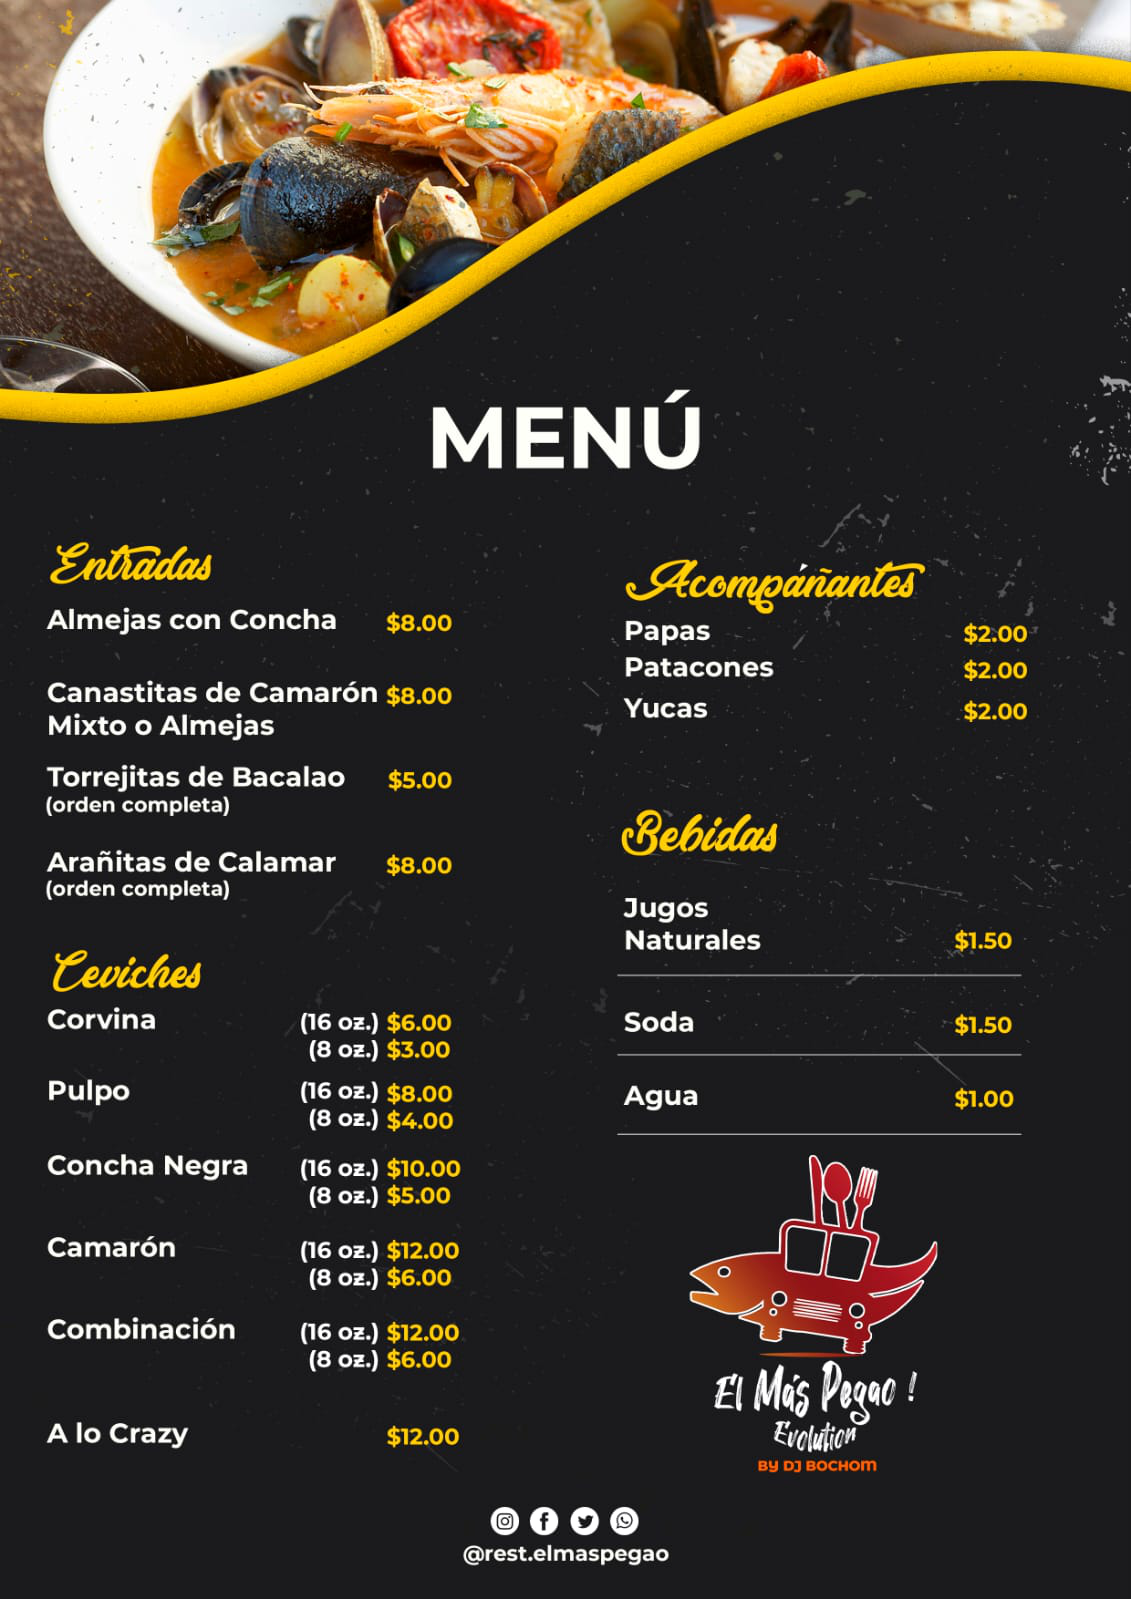 MENÚ
Entradas
Almejas con Concha $8.00
Canastitas de Camarón $8.00
Mixto o Almejas
Torrejitas de Bacalao $5.00
(orden completa)
Arañitas de Calamar $8.00
(orden completa)
Ceviches
Corvina (16 oz.) $6.00
(8 oz.) $3.00
Pulpo (16 oz.) $8.00
(8 oz.) $4.00
Concha Negra (16 oz.) $10.00
(8 oz.) $5.00
Camarón (16 oz.) $12.00
(8 oz.) $6.00
Combinación (16 oz.) $12.00
(8 oz.) $6.00
A lo Crazy $12.00
Acompáñantes
Papas $2.00
Patacones $2.00
Yucas $2.00
Bebidas
Jugos
Naturales $1.50
Soda $1.50
Agua $1.00
El Más Pegao !
Evolution
BY DJ BOCHOM
@rest.elmaspegao